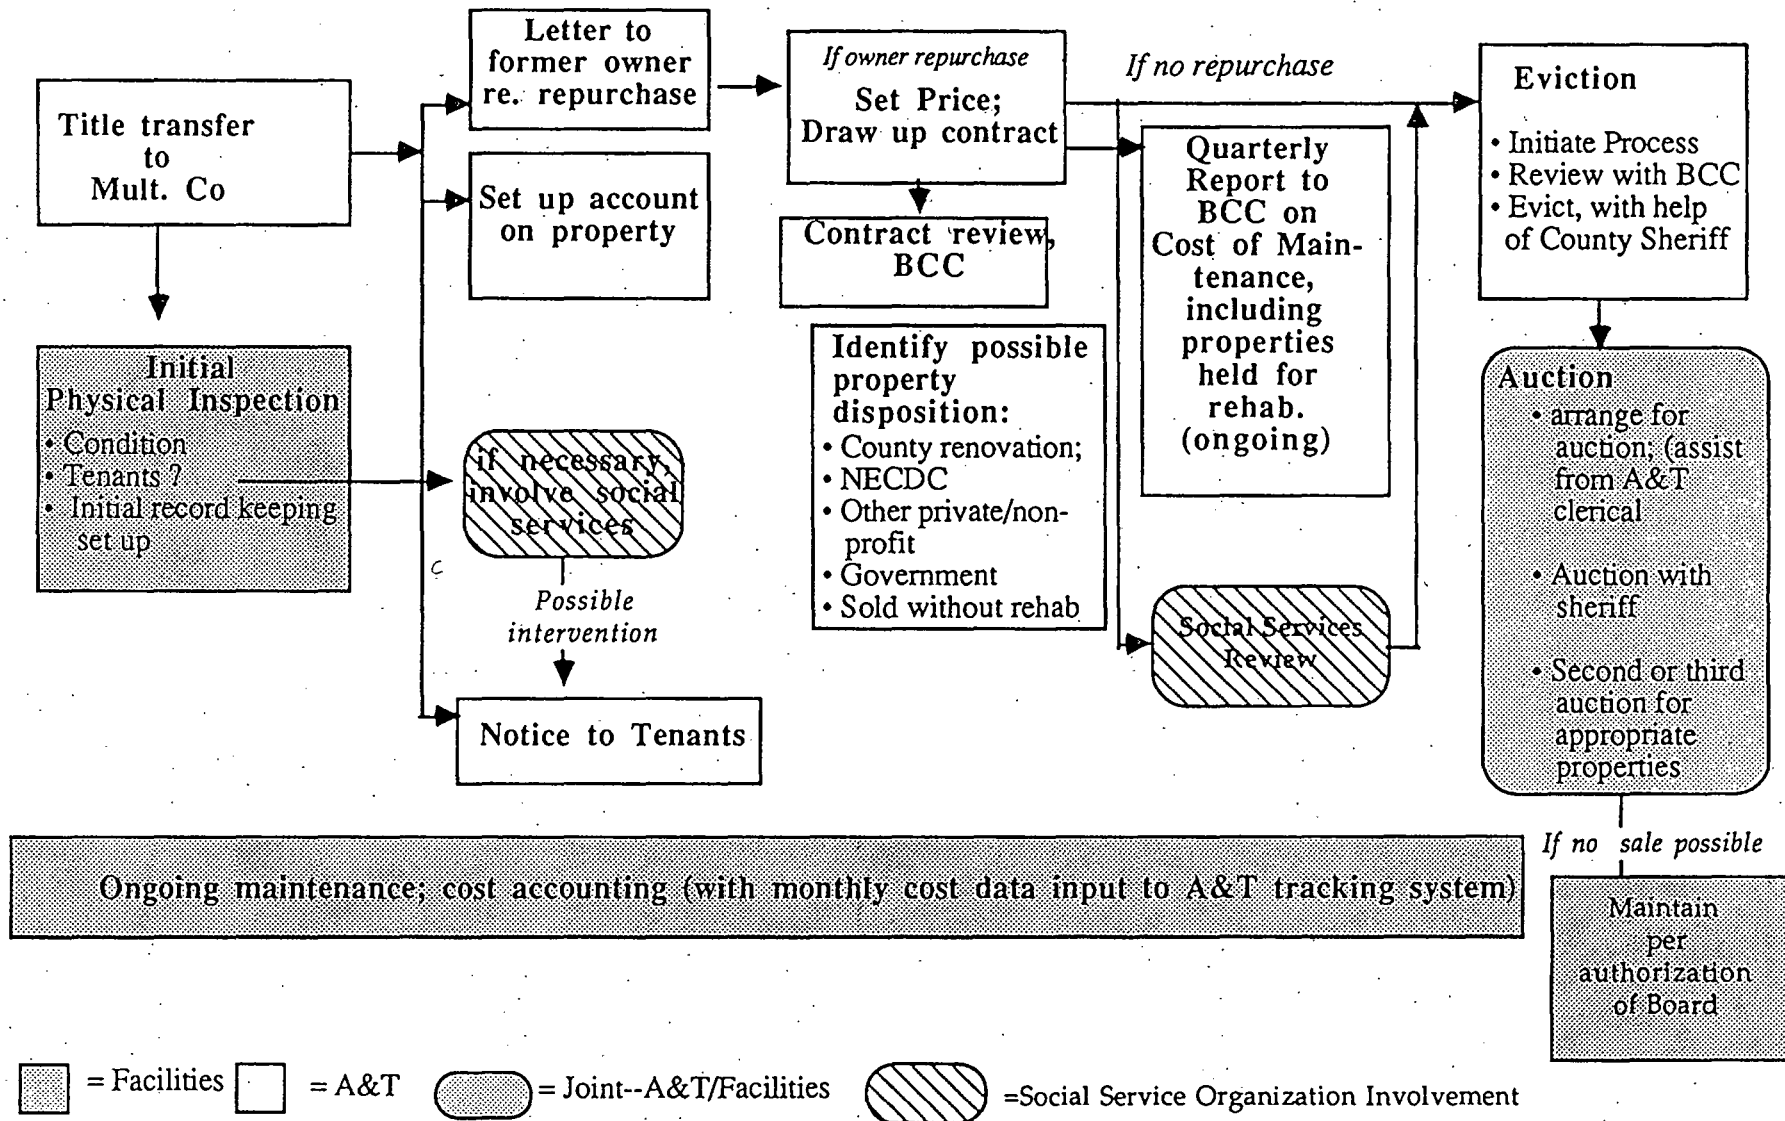 Title transfer
to
Mult. Co
Letter to
former owner
re. repurchase
Set up account
on property
If owner repurchase
Set Price;
Draw up contract
Contract review,
BCC
If no repurchase
Quarterly
Report to
BCC on
Cost of Main-
tenance,
including
properties
held for
rehab.
(ongoing)
Eviction
• Initiate Process
• Review with BCC
• Evict, with help
of County Sheriff
Initial
Physical Inspection
• Condition
• Tenants ?
• Initial record keeping
set up
if necessary,
involve social
services
c
Possible
intervention
Notice to Tenants
Identify possible
property
disposition:
• County renovation;
• NECDC
• Other private/non-
profit
• Government
• Sold without rehab
Social Services
Review
Auction
• arrange for
auction; (assist
from A&T
clerical
• Auction with
sheriff
• Second or third
auction for
appropriate
properties
If no sale possible
Maintain
per
authorization
of Board
Ongoing maintenance; cost accounting (with monthly cost data input to A&T tracking system)
= Facilities
= A&T
= Joint--A&T/Facilities
=Social Service Organization Involvement